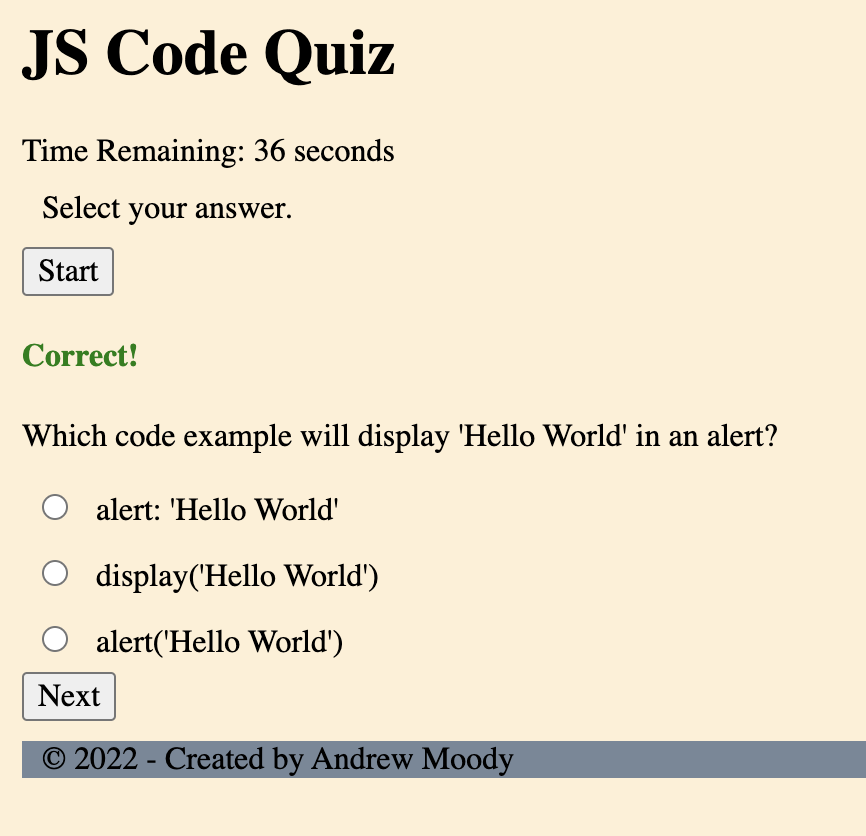 JS Code Quiz
Time Remaining: 36 seconds
Select your answer.
Start
Correct!
Which code example will display 'Hello World' in an alert?
alert: 'Hello World'
display('Hello World')
alert('Hello World')
Next
© 2022 - Created by Andrew Moody